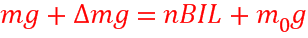 mg + Δmg = nBIL + m₀g